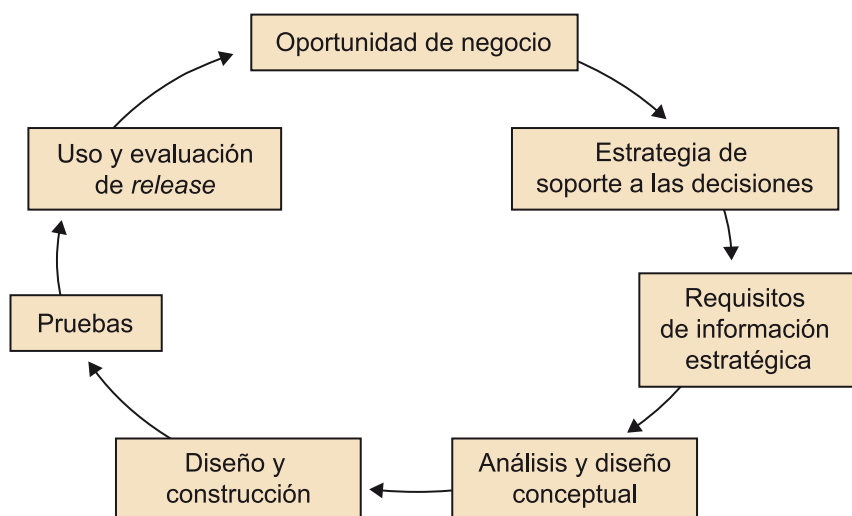 Oportunidad de negocio
Estrategia de
soporte a las decisiones
Requisitos
de información
estratégica
Análisis y diseño
conceptual
Diseño y
construcción
Pruebas
Uso y evaluación
de release